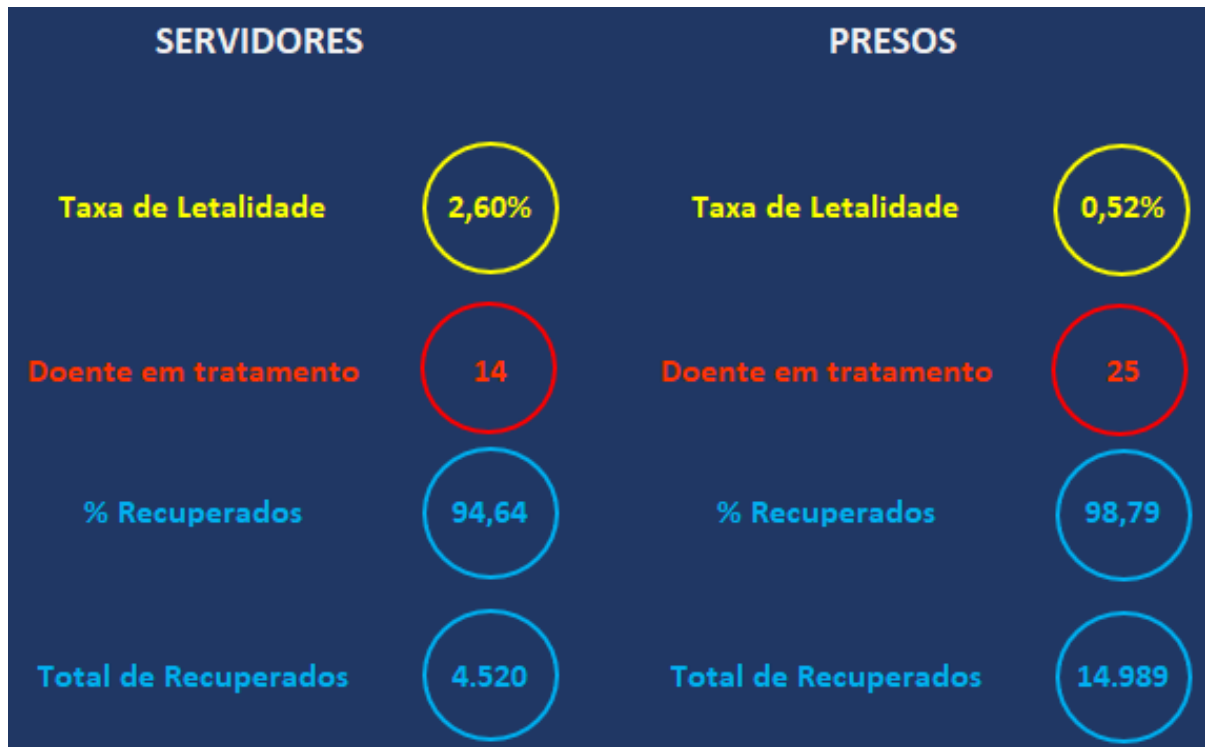 SERVIDORES PRESOS
Taxa de Letalidade 2,60% Taxa de Letalidade 0,52%
Doente em tratamento 14 Doente em tratamento 25
% Recuperados 94,64 % Recuperados 98,79
Total de Recuperados 4.520 Total de Recuperados 14.989